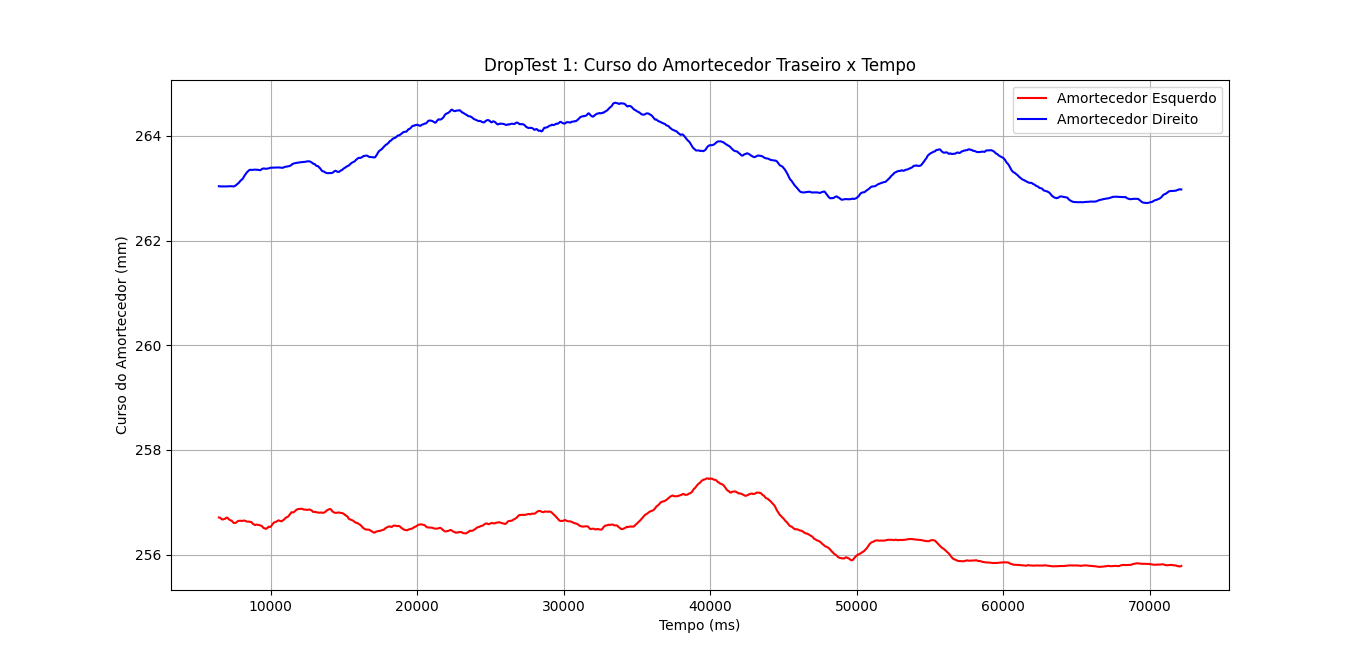 DropTest 1: Curso do Amortecedor Traseiro x Tempo
Amortecedor Esquerdo
Amortecedor Direito
Curso do Amortecedor (mm)
264
262
260
258
256
10000 20000 30000 40000 50000 60000 70000
Tempo (ms)